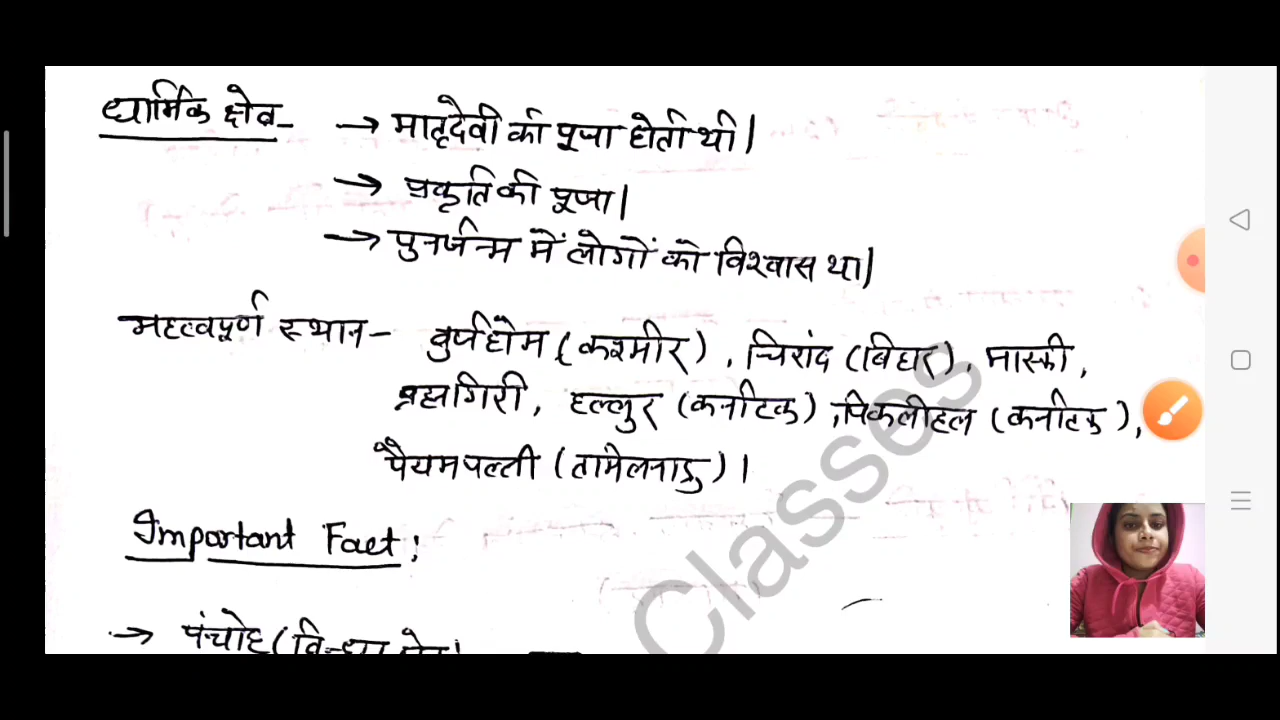 धार्मिक क्षेत्र- → मातृदेवी की पूजा होती थी।
→ प्रकृति की पूजा।
→ पुनर्जन्म में लोगों को विश्वास था।
महत्वपूर्ण स्थान- बुर्जहोम (कश्मीर), चिरांद (बिहार), मास्की,
ब्रह्मगिरी, हल्लुर (कर्नाटक), पिकलीहल (कर्नाटक),
पैयमपल्ली (तामिलनाडु)।
Important Fact:
→ पंचोह (
Classes